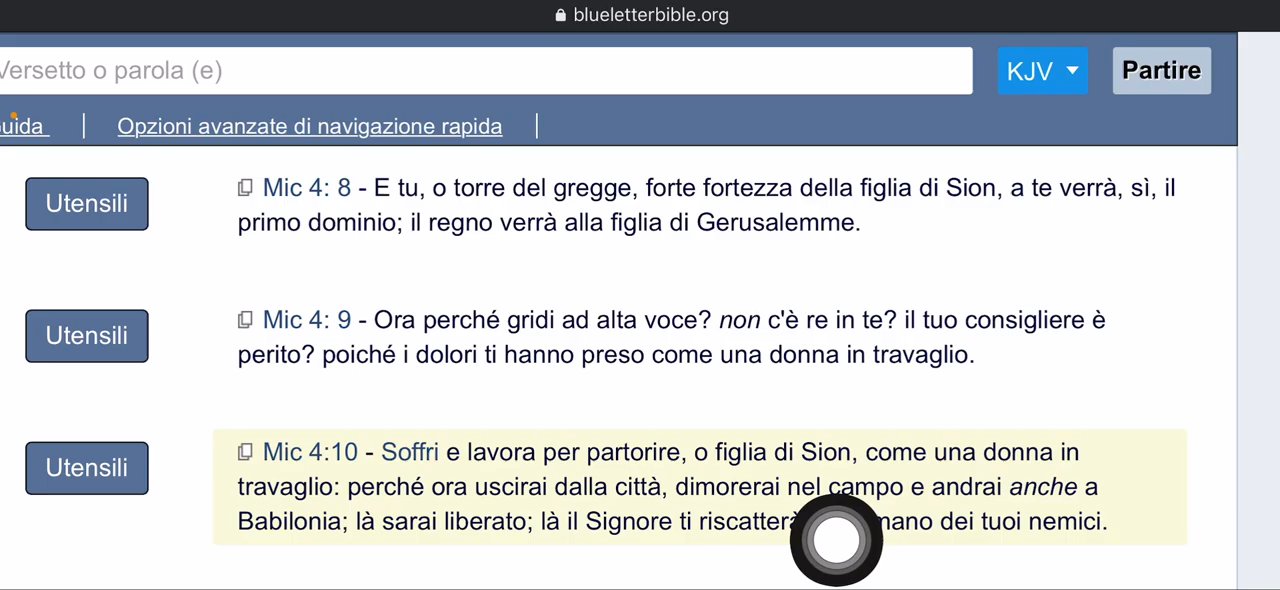 blueletterbible.org
Versetto o parola (e)
KJV
Partire
uida
Opzioni avanzate di navigazione rapida
Utensili
Mic 4: 8 - E tu, o torre del gregge, forte fortezza della figlia di Sion, a te verrà, sì, il
primo dominio; il regno verrà alla figlia di Gerusalemme.
Utensili
Mic 4: 9 - Ora perché gridi ad alta voce? non c'è re in te? il tuo consigliere è
perito? poiché i dolori ti hanno preso come una donna in travaglio.
Utensili
Mic 4:10 - Soffri e lavora per partorire, o figlia di Sion, come una donna in
travaglio: perché ora uscirai dalla città, dimorerai nel campo e andrai anche a
Babilonia; là sarai liberato; là il Signore ti riscatterà mano dei tuoi nemici.